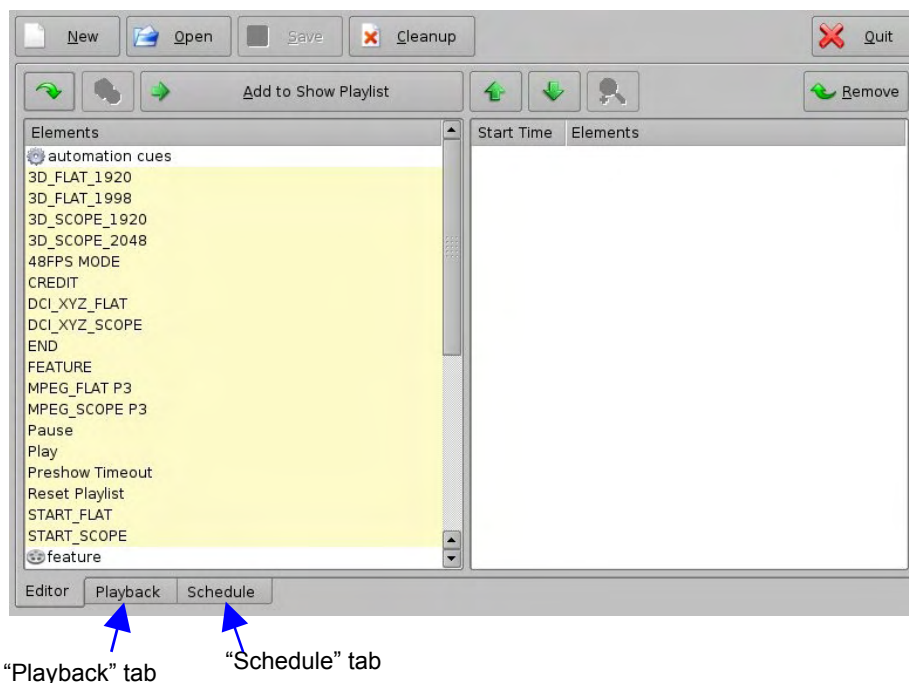 New Open Save Cleanup Quit
Add to Show Playlist Remove
Elements
automation cues
3D_FLAT_1920
3D_FLAT_1998
3D_SCOPE_1920
3D_SCOPE_2048
48FPS MODE
CREDIT
DCI_XYZ_FLAT
DCI_XYZ_SCOPE
END
FEATURE
MPEG_FLAT P3
MPEG_SCOPE P3
Pause
Play
Preshow Timeout
Reset Playlist
START_FLAT
START_SCOPE
feature
Start Time Elements
Editor Playback Schedule
“Playback” tab
“Schedule” tab